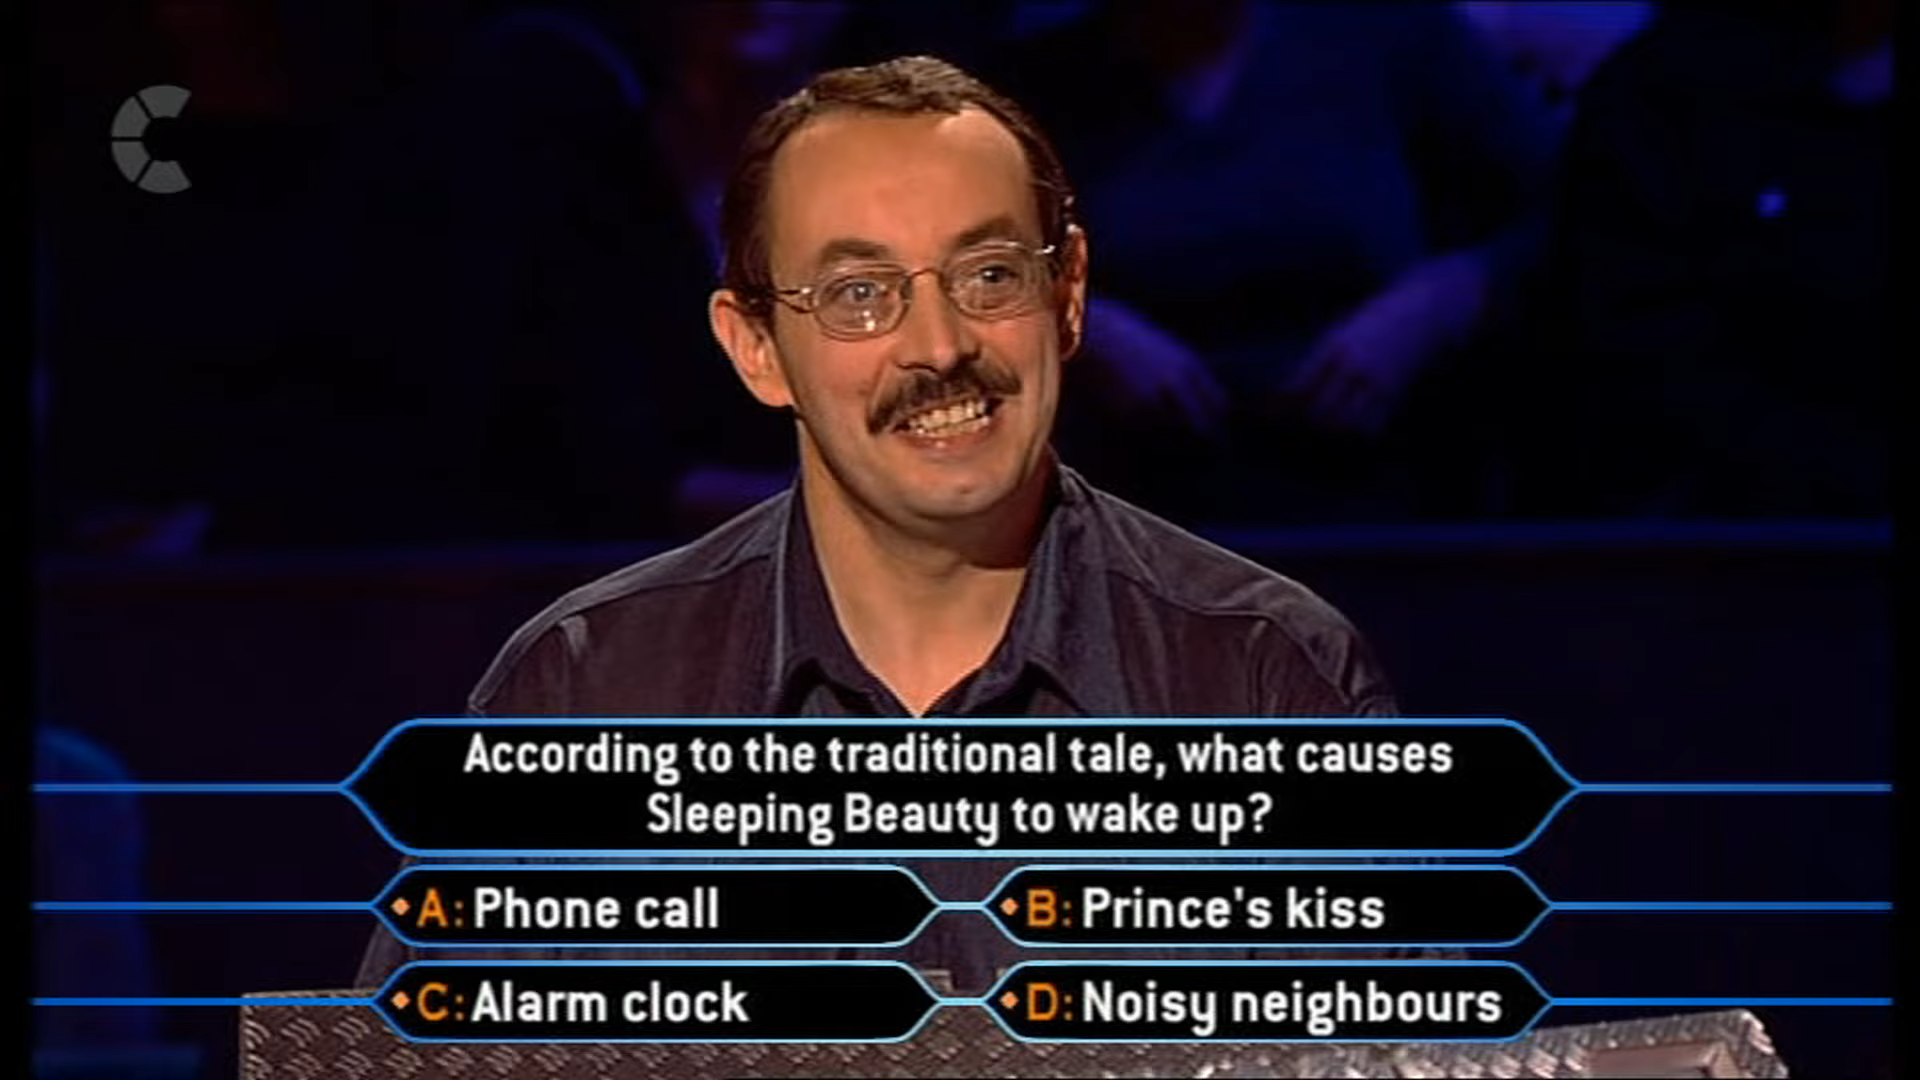 C
According to the traditional tale, what causes
Sleeping Beauty to wake up?
A: Phone call
B: Prince's kiss
C: Alarm clock
D: Noisy neighbours